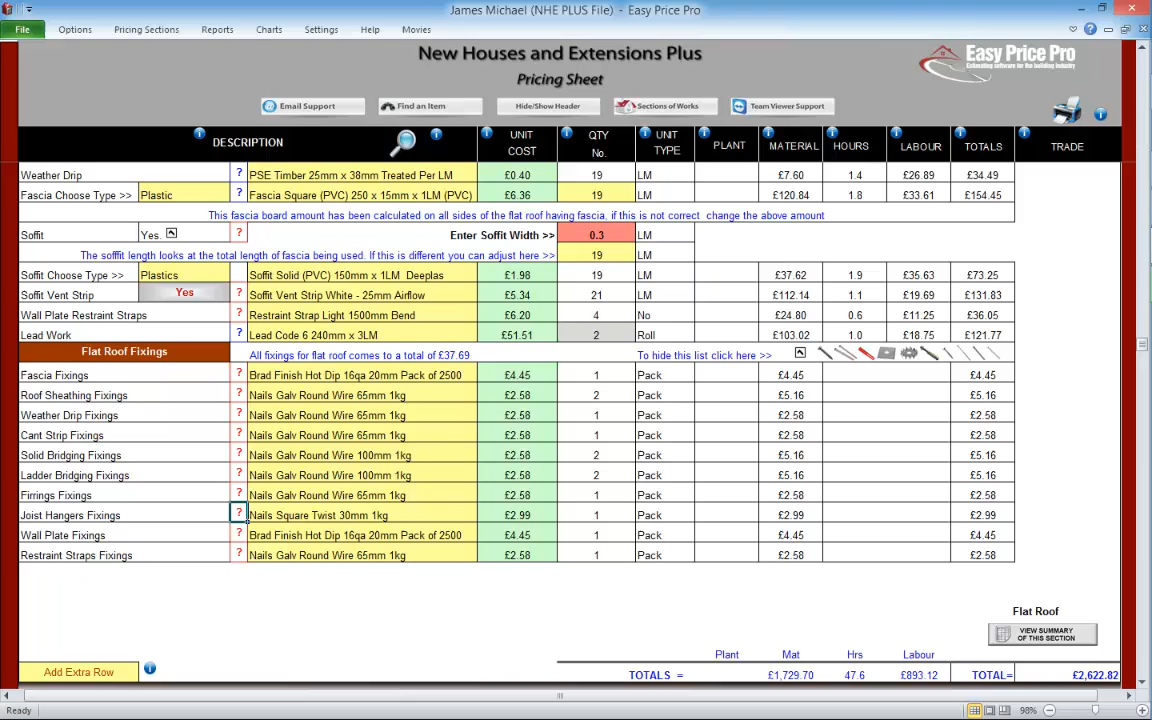 James Michael (NHE PLUS File) - Easy Price Pro
File Options Pricing Sections Reports Charts Settings Help Movies
New Houses and Extensions Plus
Pricing Sheet
Easy Price Pro
Estimating software for the building industry
Email Support Find an Item Hide/Show Header Sections of Works Team Viewer Support
DESCRIPTION UNIT COST QTY No. UNIT TYPE PLANT MATERIAL HOURS LABOUR TOTALS TRADE
Weather Drip ? PSE Timber 25mm x 38mm Treated Per LM £0.40 19 LM £7.60 1.4 £26.89 £34.49
Fascia Choose Type >> Plastic ? Fascia Square (PVC) 250 x 15mm x 1LM (PVC) £6.36 19 LM £120.84 1.8 £33.61 £154.45
This fascia board amount has been calculated on all sides of the flat roof having fascia, if this is not correct change the above amount
Soffit Yes. ? Enter Soffit Width >> 0.3 LM
The sofffit length looks at the total length of fascia being used. If this is different you can adjust here >> 19 LM
Soffit Choose Type >> Plastics Soffit Solid (PVC) 150mm x 1LM Deeplas £1.98 19 LM £37.62 1.9 £35.63 £73.25
Soffit Vent Strip Yes ? Soffit Vent Strip White - 25mm Airflow £5.34 21 LM £112.14 1.1 £19.69 £131.83
Wall Plate Restraint Straps ? Restraint Strap Light 1500mm Bend £6.20 4 No £24.80 0.6 £11.25 £36.05
Lead Work ? Lead Code 6 240mm x 3LM £51.51 2 Roll £103.02 1.0 £18.75 £121.77
Flat Roof Fixings All fixings for flat roof comes to a total of £37.69 To hide this list click here >>
Fascia Fixings ? Brad Finish Hot Dip 16qa 20mm Pack of 2500 £4.45 1 Pack £4.45 £4.45
Roof Sheathing Fixings ? Nails Galv Round Wire 65mm 1kg £2.58 2 Pack £5.16 £5.16
Weather Drip Fixings ? Nails Galv Round Wire 65mm 1kg £2.58 1 Pack £2.58 £2.58
Cant Strip Fixings ? Nails Galv Round Wire 65mm 1kg £2.58 1 Pack £2.58 £2.58
Solid Bridging Fixings ? Nails Galv Round Wire 100mm 1kg £2.58 2 Pack £5.16 £5.16
Ladder Bridging Fixings ? Nails Galv Round Wire 100mm 1kg £2.58 2 Pack £5.16 £5.16
Firrings Fixings ? Nails Galv Round Wire 65mm 1kg £2.58 1 Pack £2.58 £2.58
Joist Hangers Fixings ? Nails Square Twist 30mm 1kg £2.99 1 Pack £2.99 £2.99
Wall Plate Fixings ? Brad Finish Hot Dip 16qa 20mm Pack of 2500 £4.45 1 Pack £4.45 £4.45
Restraint Straps Fixings ? Nails Galv Round Wire 65mm 1kg £2.58 1 Pack £2.58 £2.58
Flat Roof
VIEW SUMMARY
OF THIS SECTION
Plant Mat Hrs Labour
Add Extra Row TOTALS = £1,729.70 47.6 £893.12 TOTAL= £2,622.82
Ready 98%